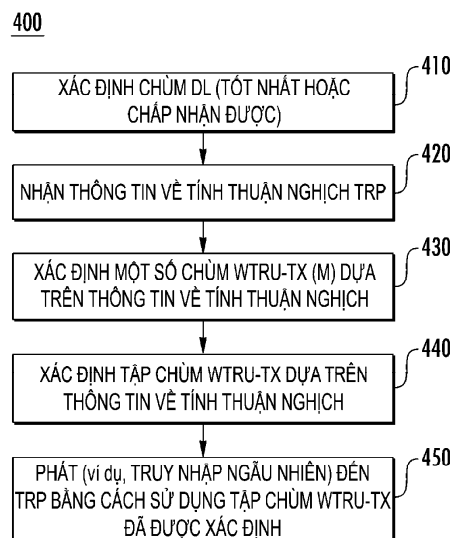 400
XÁC ĐỊNH CHÙM DL (TỐT NHẤT HOẶC
CHẤP NHẬN ĐƯỢC)
410
NHẬN THÔNG TIN VỀ TÍNH THUẬN NGHỊCH TRP
420
XÁC ĐỊNH MỘT SỐ CHÙM WTRU-TX (M) DỰA
TRÊN THÔNG TIN VỀ TÍNH THUẬN NGHỊCH
430
XÁC ĐỊNH TẬP CHÙM WTRU-TX DỰA TRÊN
THÔNG TIN VỀ TÍNH THUẬN NGHỊCH
440
PHÁT (ví dụ, TRUY NHẬP NGẪU NHIÊN) ĐẾN
TRP BẰNG CÁCH SỬ DỤNG TẬP CHÙM WTRU-TX
ĐÃ ĐƯỢC XÁC ĐỊNH
450